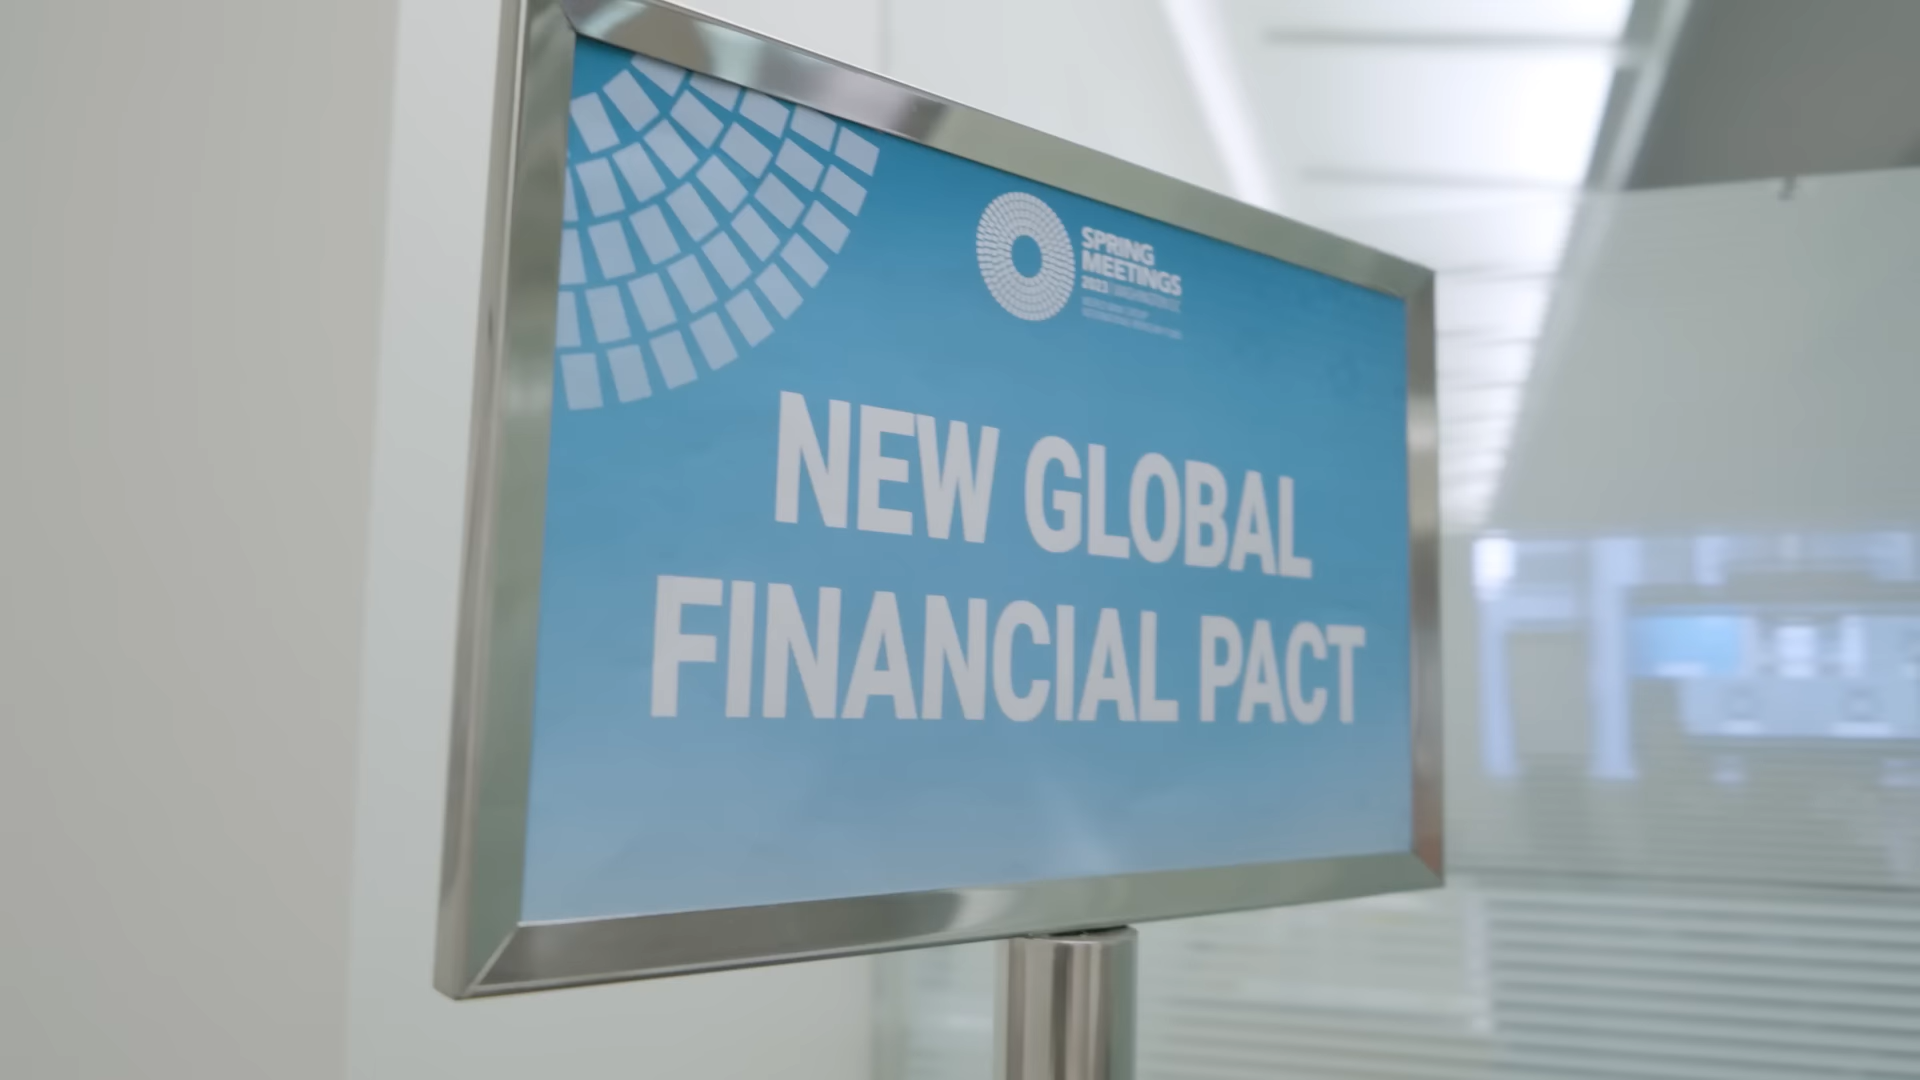 SPRING
MEETINGS
2023
NEW GLOBAL
FINANCIAL PACT